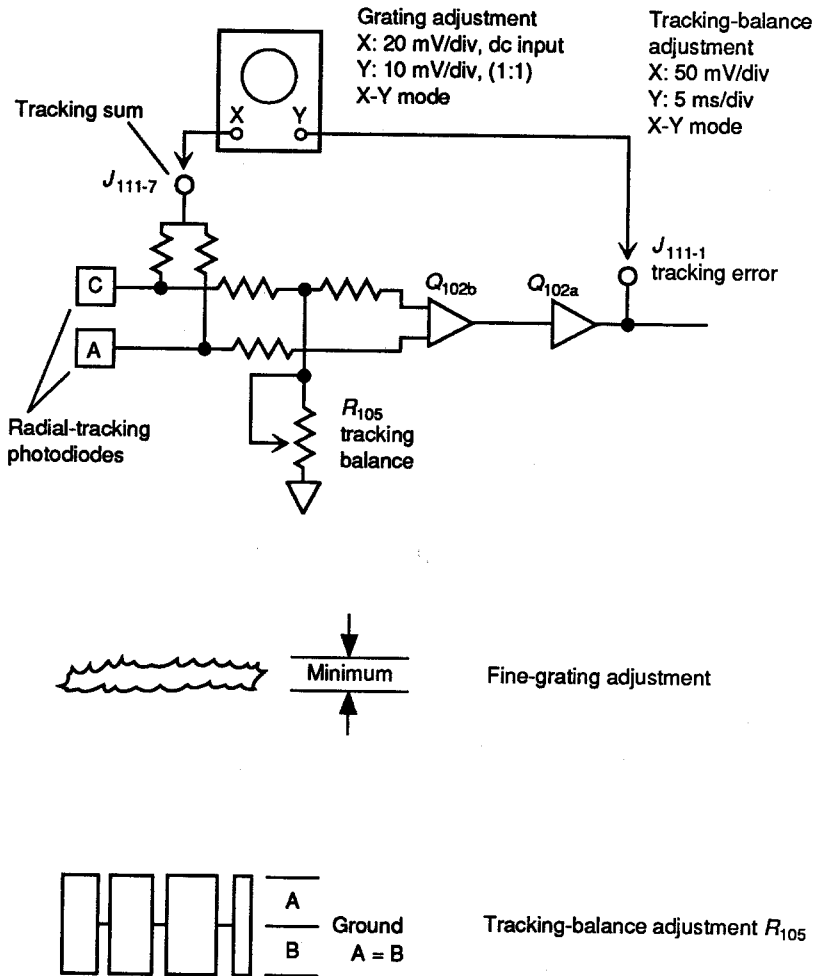 Grating adjustment
X: 20 mV/div, dc input
Y: 10 mV/div, (1:1)
X-Y mode
Tracking-balance
adjustment
X: 50 mV/div
Y: 5 ms/div
X-Y mode
X Y
Tracking sum
J111-7
J111-1
tracking error
C
Q102b
Q102a
A
Radial-tracking
photodiodes
R105
tracking
balance
Minimum
Fine-grating adjustment
A
Ground
B
A = B
Tracking-balance adjustment R105